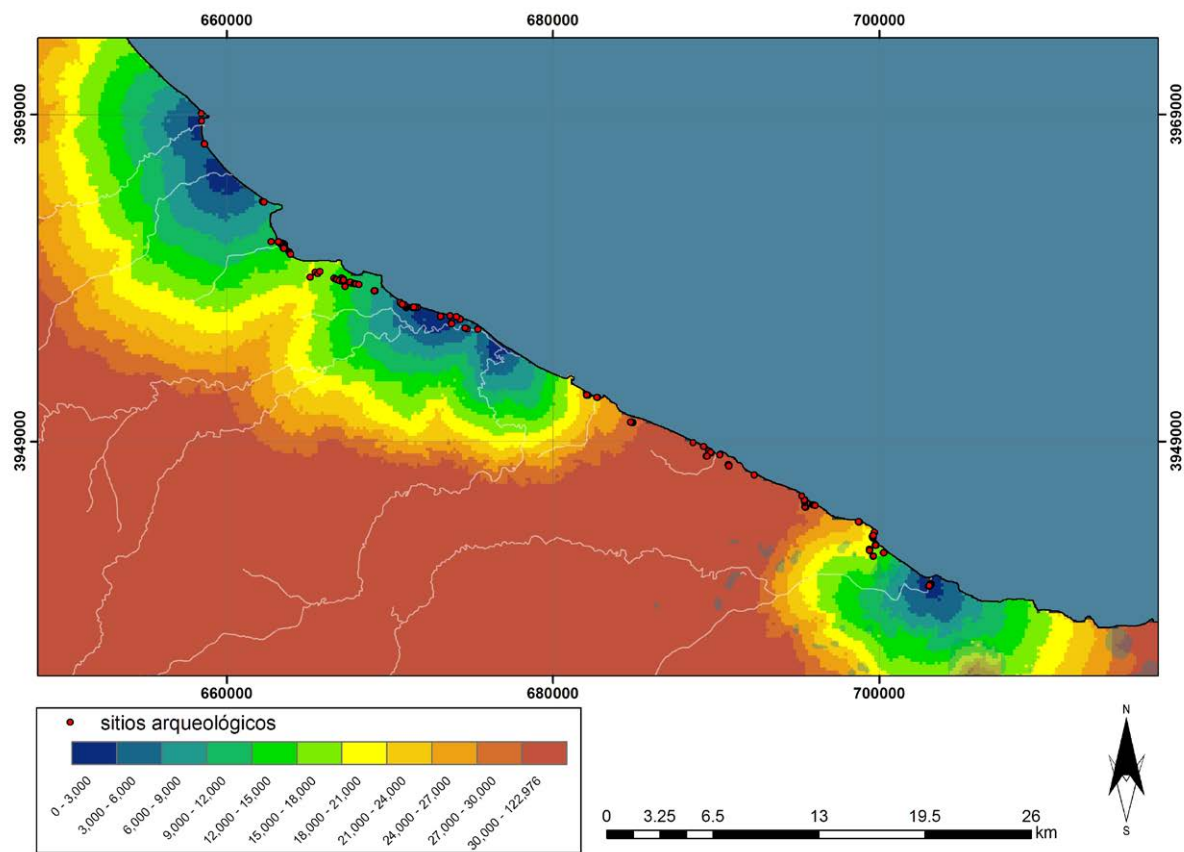 660000 680000 700000
3969000 3969000
3949000 3949000
660000 680000 700000
sitios arqueológicos
0 - 3,000
3,000 - 6,000
6,000 - 9,000
9,000 - 12,000
12,000 - 15,000
15,000 - 18,000
18,000 - 21,000
21,000 - 24,000
24,000 - 27,000
27,000 - 30,000
30,000 - 122,976
N
S
0 3.25 6.5 13 19.5 26
km